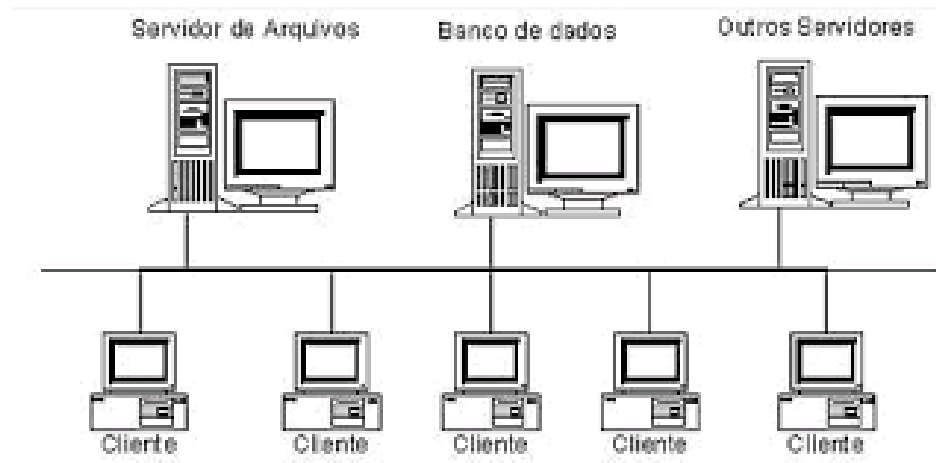 Servidor de Arquivos
Banco de dados
Outros Servidores
Cliente
Cliente
Cliente
Cliente
Cliente